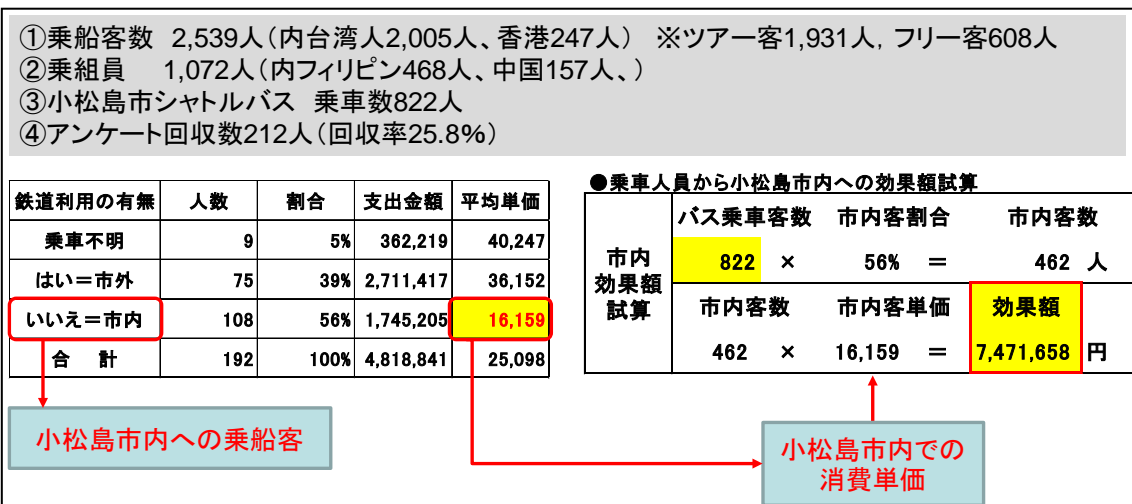 ①乗船客数 2,539人(内台湾人2,005人、香港247人) ※ツアー客1,931人，フリー客608人
②乗組員 1,072人(内フィリピン468人、中国157人、)
③小松島市シャトルバス 乗車数822人
④アンケート回収数212人(回収率25.8%)
鉄道利用の有無 人数 割合 支出金額 平均単価
乗車不明 9 5% 362,219 40,247
はい＝市外 75 39% 2,711,417 36,152
いいえ＝市内 108 56% 1,745,205 16,159
合 計 192 100% 4,818,841 25,098
小松島市内への乗船客
●乗車人員から小松島市内への効果額試算
市内
効果額
試算
バス乗車客数 市内客割合 市内客数
822 × 56% ＝ 462 人
市内客数 市内客単価 効果額
462 × 16,159 ＝ 7,471,658 円
小松島市内での
消費単価